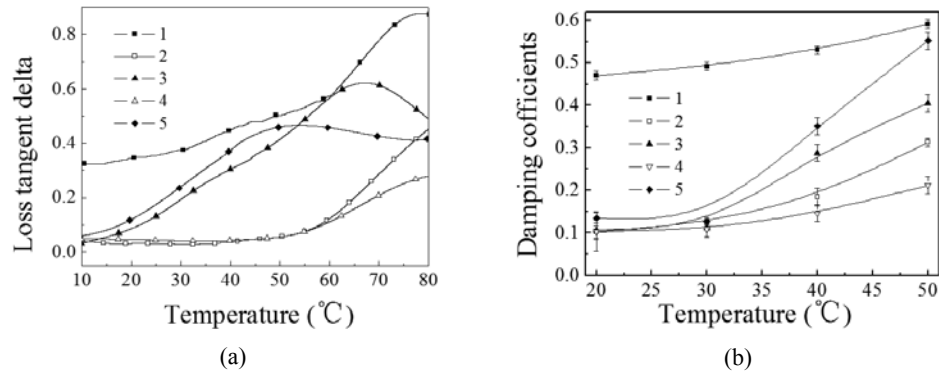 0.8
0.6
0.4
0.2
0.0
Loss tangent delta
1
2
3
4
5
10 20 30 40 50 60 70 80
Temperature (℃)
(a)
0.6
0.5
0.4
0.3
0.2
0.1
0.0
Damping cofficients
1
2
3
4
5
20 25 30 35 40 45 50
Temperature (℃)
(b)